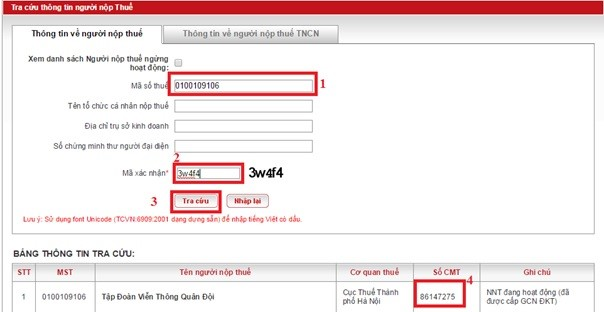 Tra cứu thông tin người nộp Thuế
Thông tin về người nộp thuế
Thông tin về người nộp thuế TNCN
Xem danh sách Người nộp thuế ngừng
hoạt động:
Mã số thuế
0100109106
1
Tên tổ chức cá nhân nộp thuế
Địa chỉ trụ sở kinh doanh
Số chứng minh thư người đại diện
2
Mã xác nhận*
3w4f4
3w4f4
3
Tra cứu
Nhập lại
Lưu ý: Sử dụng font Unicode (TCVN:6909:2001 dạng dựng sẵn) để nhập tiếng Việt có dấu.
BẢNG THÔNG TIN TRA CỨU:
STT MST Tên người nộp thuế Cơ quan thuế Số CMT Ghi chú
4
1 0100109106 Tập Đoàn Viễn Thông Quân Đội Cục Thuế Thành phố Hà Nội 86147275 NNT đang hoạt động (đã được cấp GCN ĐKT)